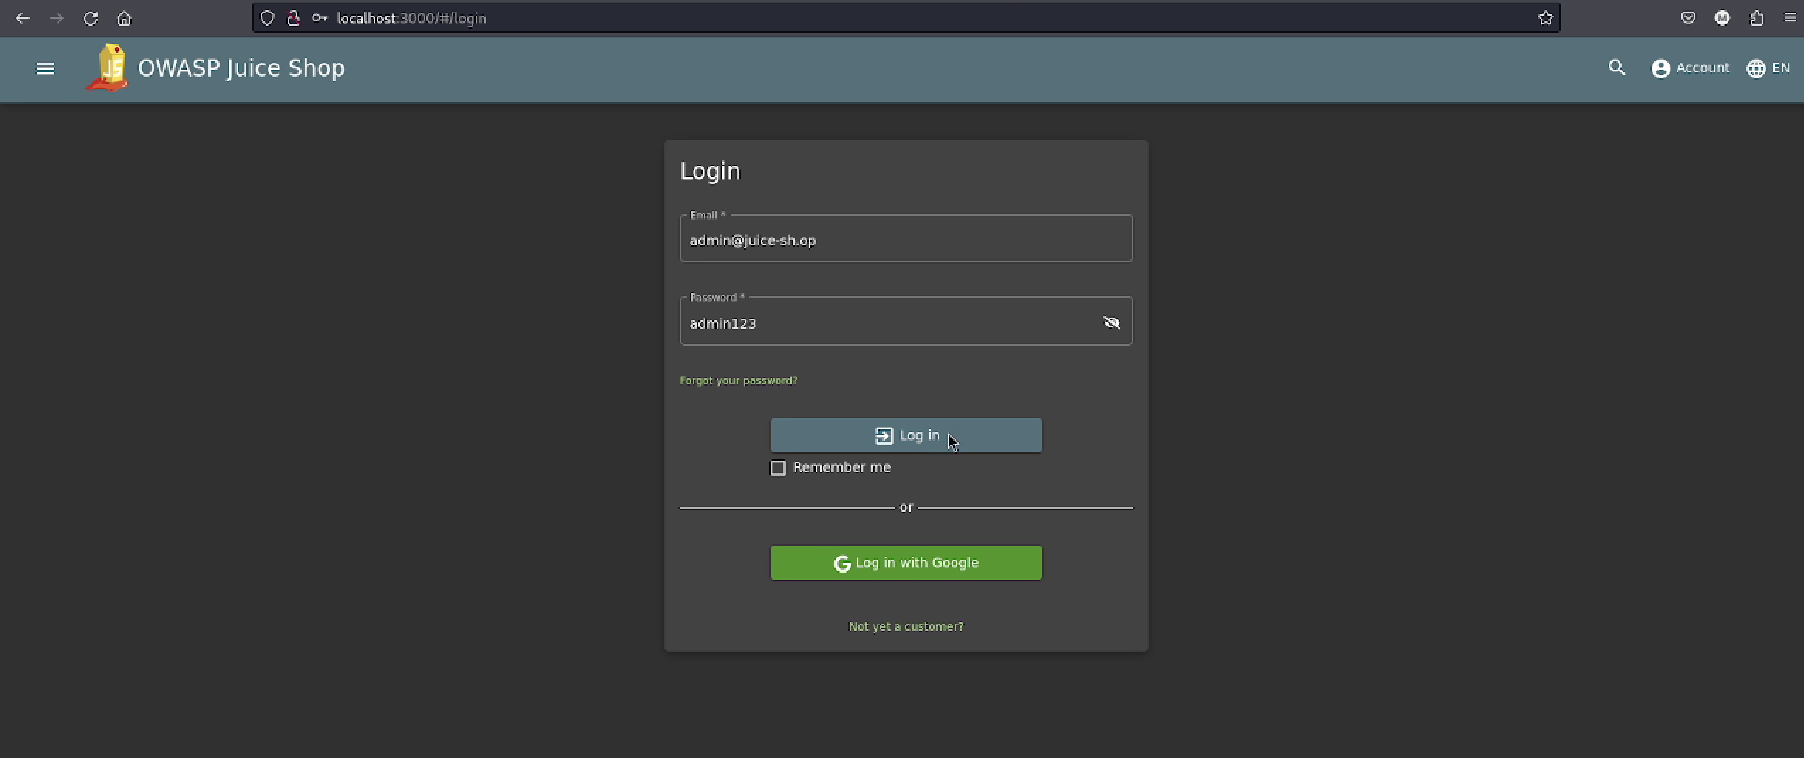 localhost:3000/#/login
M
JS
OWASP Juice Shop
Account
EN
Login
Email *
admin@juice-sh.op
Password *
admin123
Forgot your password?
Log in
Remember me
or
G Log in with Google
Not yet a customer?